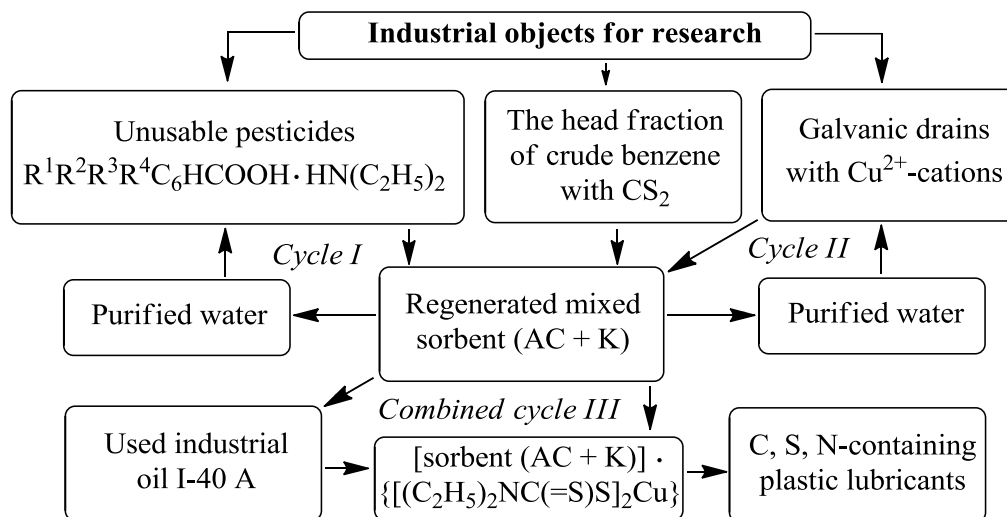 Industrial objects for research
Unusable pesticides
R¹R²R³R⁴C₆HCOOH · HN(C₂H₅)₂
The head fraction
of crude benzene
with CS₂
Galvanic drains
with Cu²⁺-cations
Cycle I
Cycle II
Purified water
Regenerated mixed
sorbent (AC + K)
Purified water
Combined cycle III
Used industrial
oil I-40 A
[sorbent (AC + K)] ·
{[(C₂H₅)₂NC(=S)S]₂Cu}
C, S, N-containing
plastic lubricants